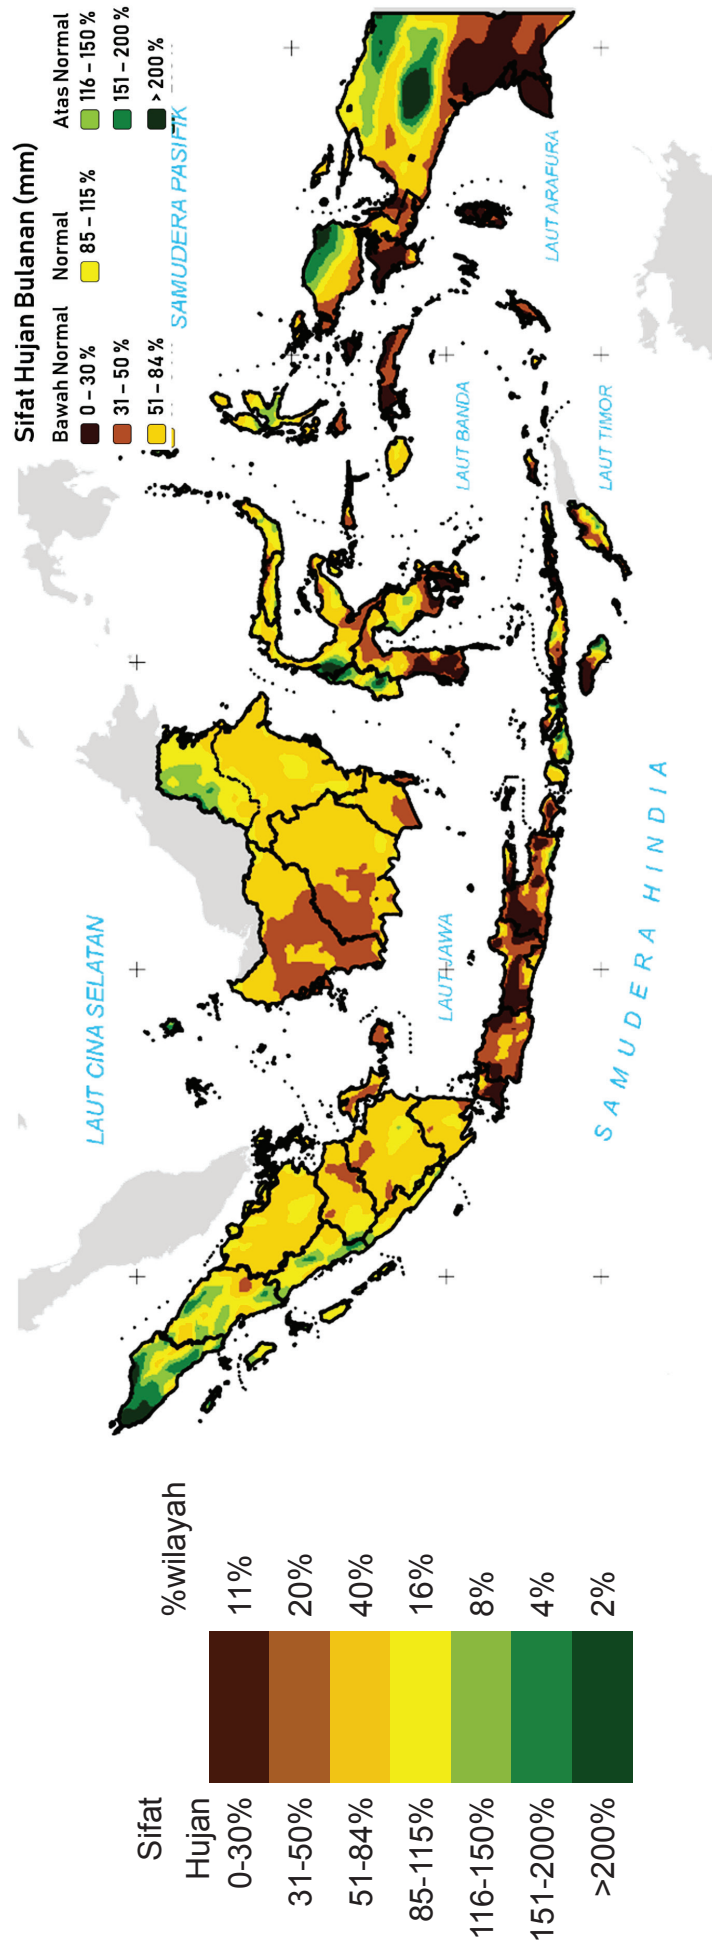 Sifat Hujan Bulanan (mm)
Bawah Normal
0 – 30 %
31 – 50 %
51 – 84 %
Normal
85 – 115 %
Atas Normal
116 – 150 %
151 – 200 %
> 200 %
SAMUDERA PASIFIK
LAUT CINA SELATAN
LAUT JAWA
LAUT BANDA
LAUT ARAFURA
LAUT TIMOR
SAMUDERA HINDIA
Sifat Hujan %wilayah
0-30% 11%
31-50% 20%
51-84% 40%
85-115% 16%
116-150% 8%
151-200% 4%
>200% 2%